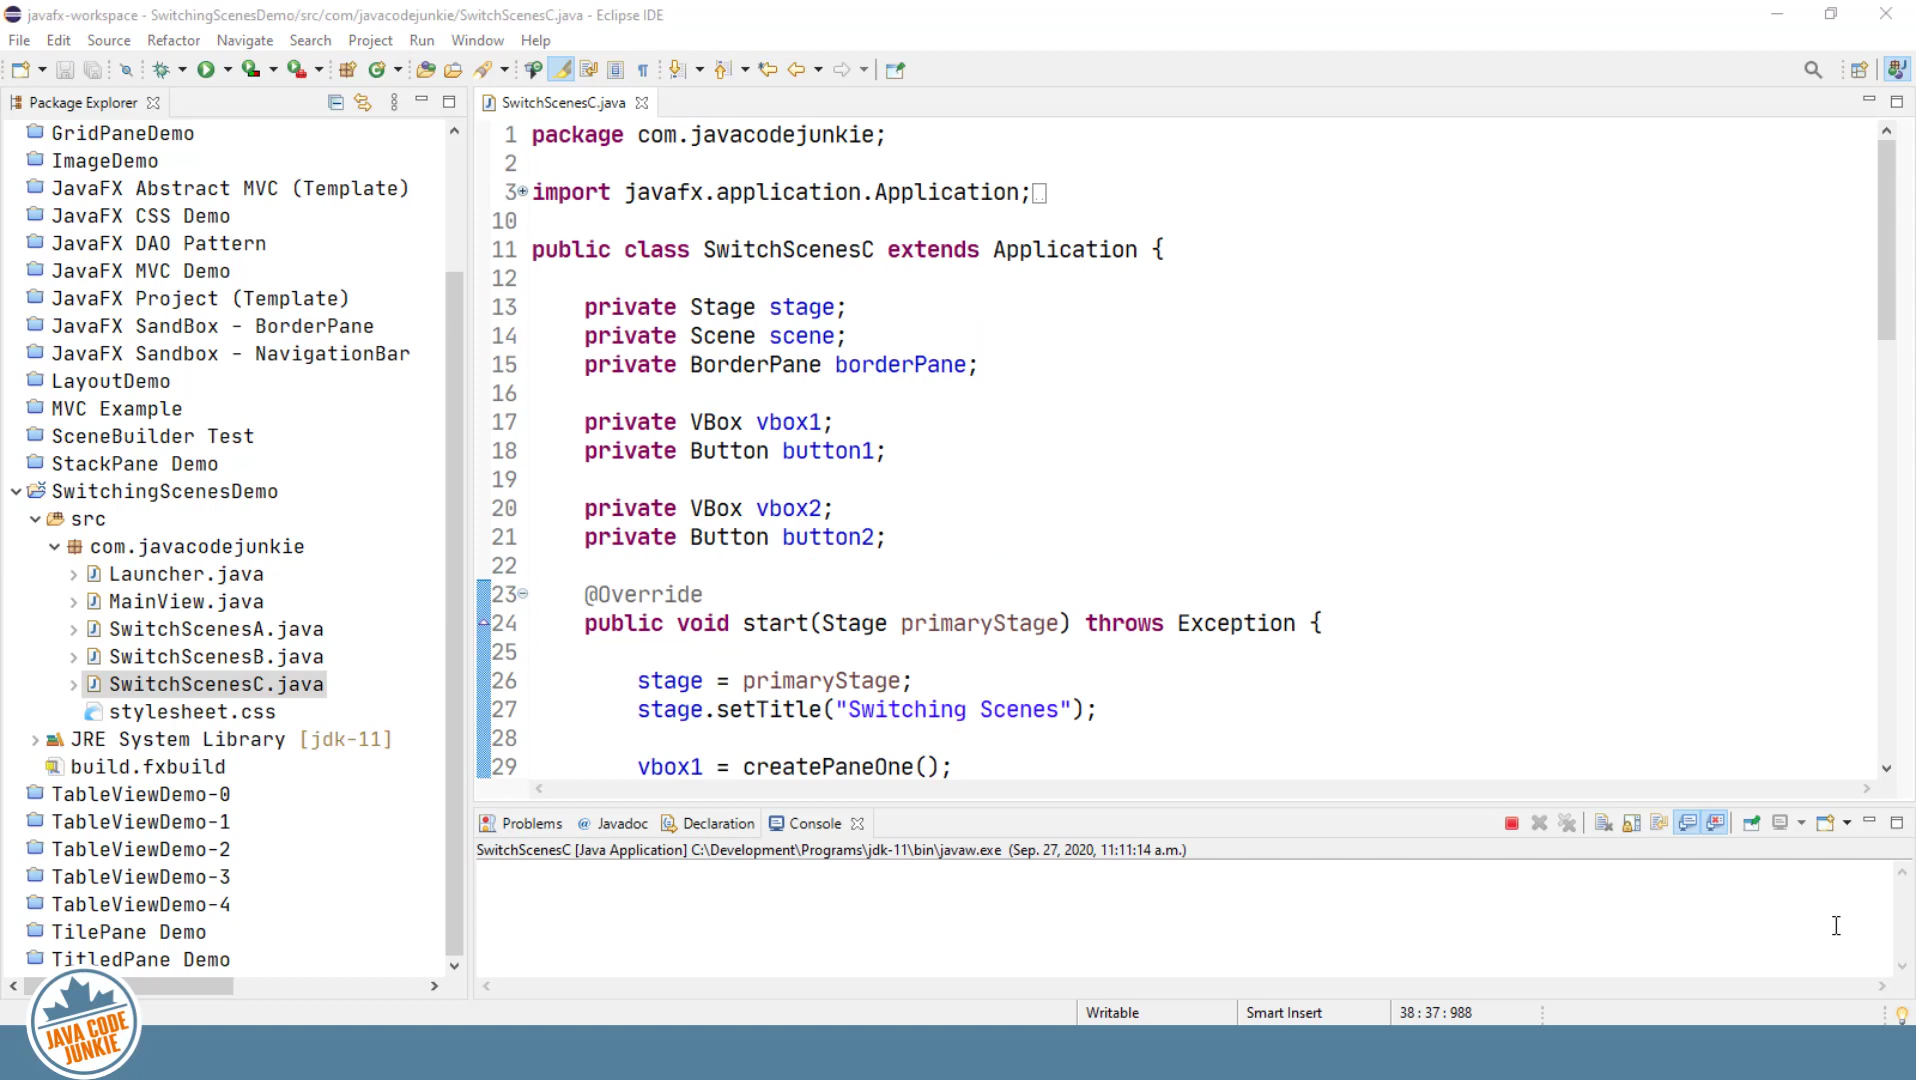 javafx-workspace - SwitchingScenesDemo/src/com/javacodejunkie/SwitchScenesC.java - Eclipse IDE
File Edit Source Refactor Navigate Search Project Run Window Help
Package Explorer
GridPaneDemo
ImageDemo
JavaFX Abstract MVC (Template)
JavaFX CSS Demo
JavaFX DAO Pattern
JavaFX MVC Demo
JavaFX Project (Template)
JavaFX SandBox - BorderPane
JavaFX Sandbox - NavigationBar
LayoutDemo
MVC Example
SceneBuilder Test
StackPane Demo
SwitchingScenesDemo
src
com.javacodejunkie
Launcher.java
MainView.java
SwitchScenesA.java
SwitchScenesB.java
SwitchScenesC.java
stylesheet.css
JRE System Library [jdk-11]
build.fxbuild
TableViewDemo-0
TableViewDemo-1
TableViewDemo-2
TableViewDemo-3
TableViewDemo-4
TilePane Demo
TitledPane Demo
SwitchScenesC.java
1 package com.javacodejunkie;
2
3 import javafx.application.Application;
10
11 public class SwitchScenesC extends Application {
12
13 private Stage stage;
14 private Scene scene;
15 private BorderPane borderPane;
16
17 private VBox vbox1;
18 private Button button1;
19
20 private VBox vbox2;
21 private Button button2;
22
23 @Override
24 public void start(Stage primaryStage) throws Exception {
25
26 stage = primaryStage;
27 stage.setTitle("Switching Scenes");
28
29 vbox1 = createPaneOne();
Problems @ Javadoc Declaration Console
SwitchScenesC [Java Application] C:\Development\Programs\jdk-11\bin\javaw.exe (Sep. 27, 2020, 11:11:14 a.m.)
Writable Smart Insert 38 : 37 : 988
JAVA CODE
JUNKIE